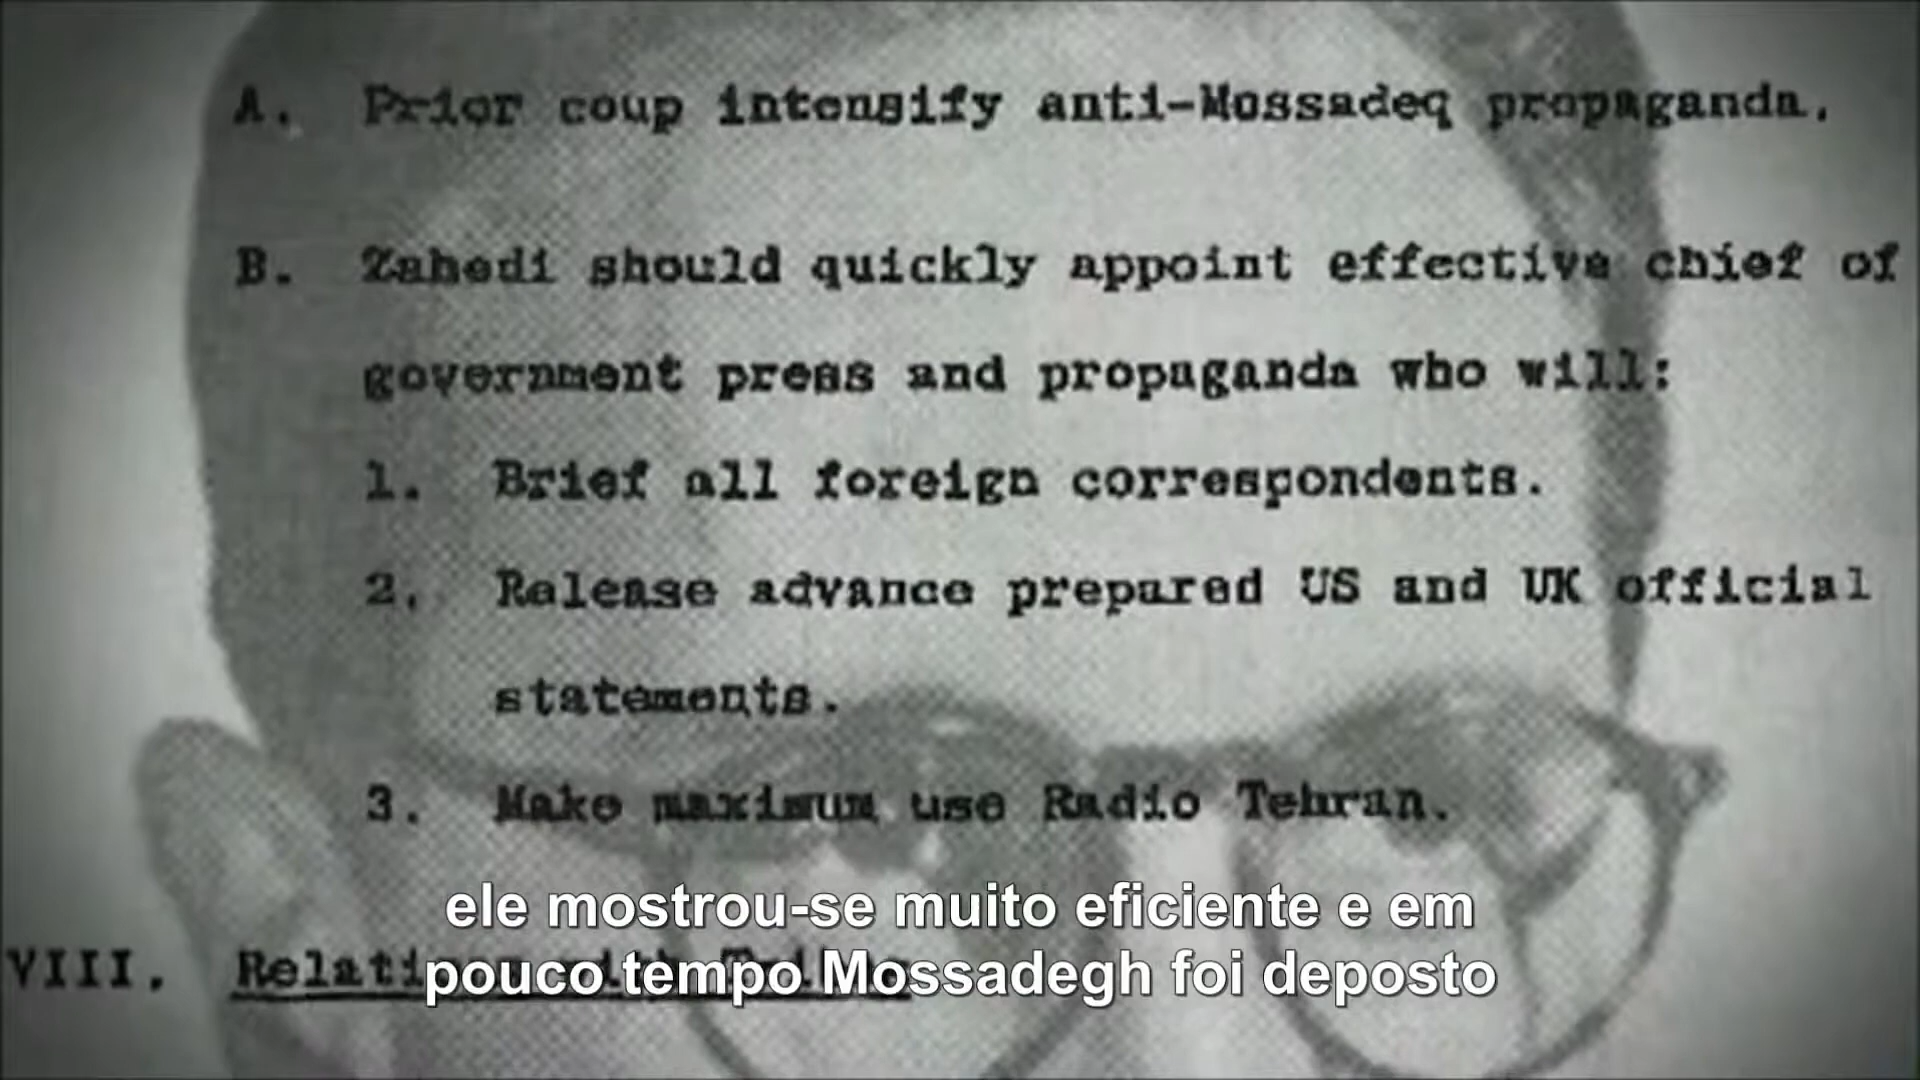 A. Prior coup intensify anti-Mossadeq propaganda.
B. Zahedi should quickly appoint effective chief of
government press and propaganda who will:
1. Brief all foreign correspondents.
2. Release advance prepared US and UK official
statements.
3. Make maximum use Radio Tehran.
ele mostrou-se muito eficiente e em
VIII.
pouco tempo Mossadegh foi deposto